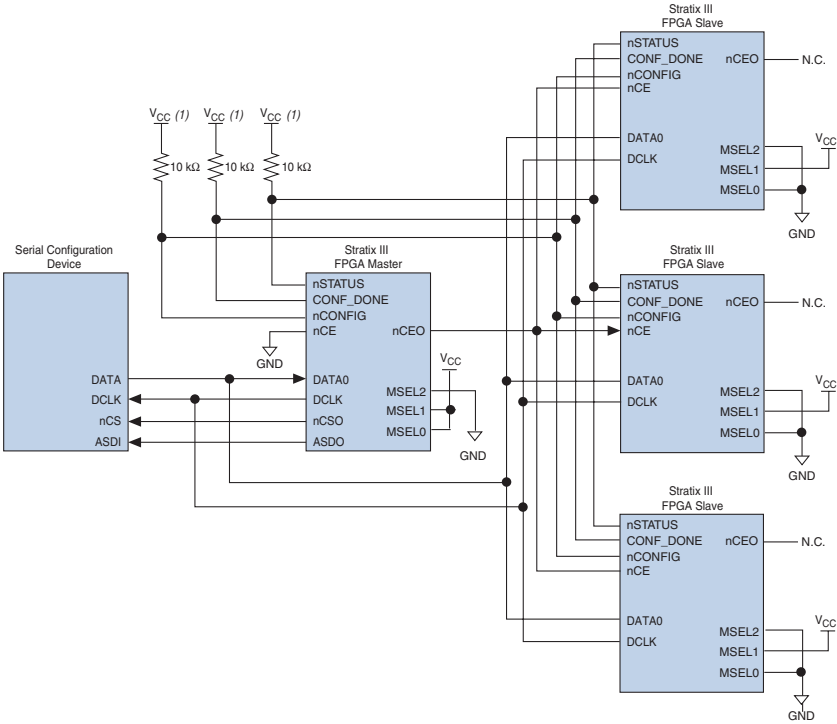 Stratix III
FPGA Slave
nSTATUS
CONF_DONE
nCONFIG
nCE
nCEO
N.C.
DATA0
DCLK
MSEL2
MSEL1
MSEL0
VCC
GND
VCC (1)
VCC (1)
VCC (1)
10 kΩ
10 kΩ
10 kΩ
Serial Configuration
Device
DATA
DCLK
nCS
ASDI
Stratix III
FPGA Master
nSTATUS
CONF_DONE
nCONFIG
nCE
nCEO
GND
DATA0
DCLK
nCSO
ASDO
MSEL2
MSEL1
MSEL0
VCC
GND
Stratix III
FPGA Slave
nSTATUS
CONF_DONE
nCONFIG
nCE
nCEO
N.C.
DATA0
DCLK
MSEL2
MSEL1
MSEL0
VCC
GND
Stratix III
FPGA Slave
nSTATUS
CONF_DONE
nCONFIG
nCE
nCEO
N.C.
DATA0
DCLK
MSEL2
MSEL1
MSEL0
VCC
GND